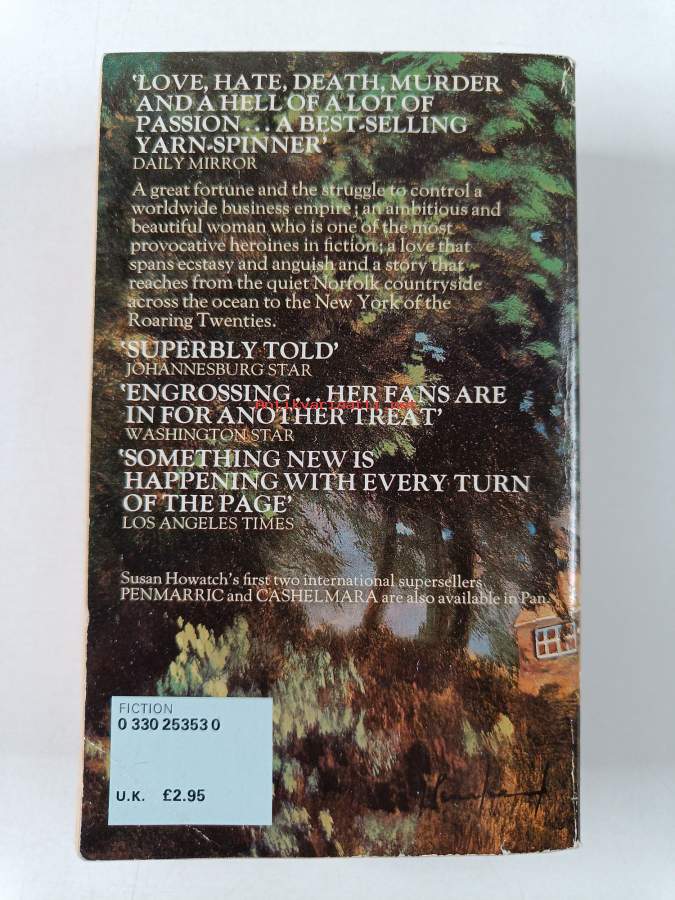 ‘LOVE, HATE, DEATH, MURDER
AND A HELL OF A LOT OF
PASSION... A BEST-SELLING
YARN-SPINNER’
DAILY MIRROR
A great fortune and the struggle to control a
worldwide business empire; an ambitious and
beautiful woman who is one of the most
provocative heroines in fiction; a love that
spans ecstasy and anguish and a story that
reaches from the quiet Norfolk countryside
across the ocean to the New York of the
Roaring Twenties.
‘SUPERBLY TOLD’
JOHANNESBURG STAR
‘ENGROSSING... HER FANS ARE
IN FOR ANOTHER TREAT’
WASHINGTON STAR
‘SOMETHING NEW IS
HAPPENING WITH EVERY TURN
OF THE PAGE’
LOS ANGELES TIMES
Susan Howatch’s first two international supersellers
PENMARRIC and CASHELMARA are also available in Pan.
FICTION
0 330 25353 0
U.K. £2.95